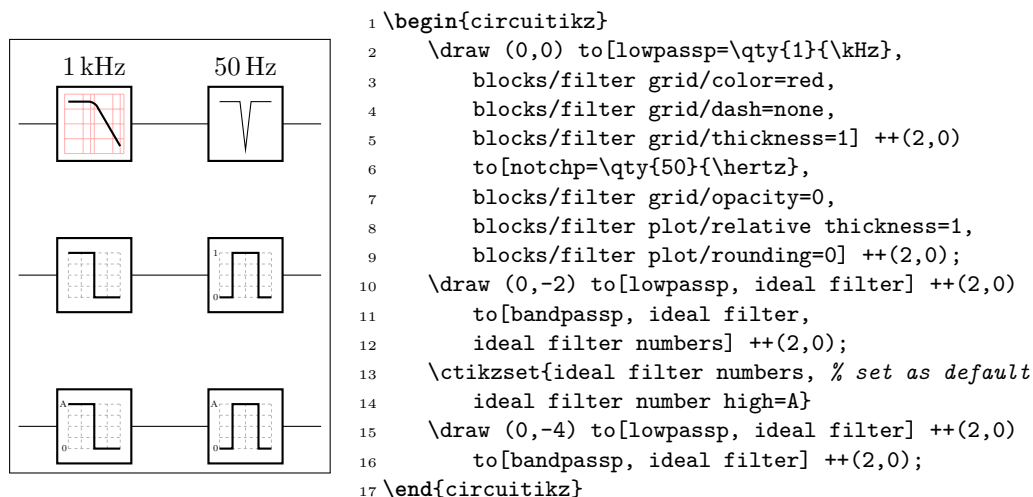 1 kHz 50 Hz
1
0
A
0
A
0
1 \begin{circuitikz}
2 \draw (0,0) to[lowpassp=\qty{1}{\kHz},
3 blocks/filter grid/color=red,
4 blocks/filter grid/dash=none,
5 blocks/filter grid/thickness=1] ++(2,0)
6 to[notchp=\qty{50}{\hertz},
7 blocks/filter grid/opacity=0,
8 blocks/filter plot/relative thickness=1,
9 blocks/filter plot/rounding=0] ++(2,0);
10 \draw (0,-2) to[lowpassp, ideal filter] ++(2,0)
11 to[bandpassp, ideal filter,
12 ideal filter numbers] ++(2,0);
13 \ctikzset{ideal filter numbers, % set as default
14 ideal filter number high=A}
15 \draw (0,-4) to[lowpassp, ideal filter] ++(2,0)
16 to[bandpassp, ideal filter] ++(2,0);
17 \end{circuitikz}